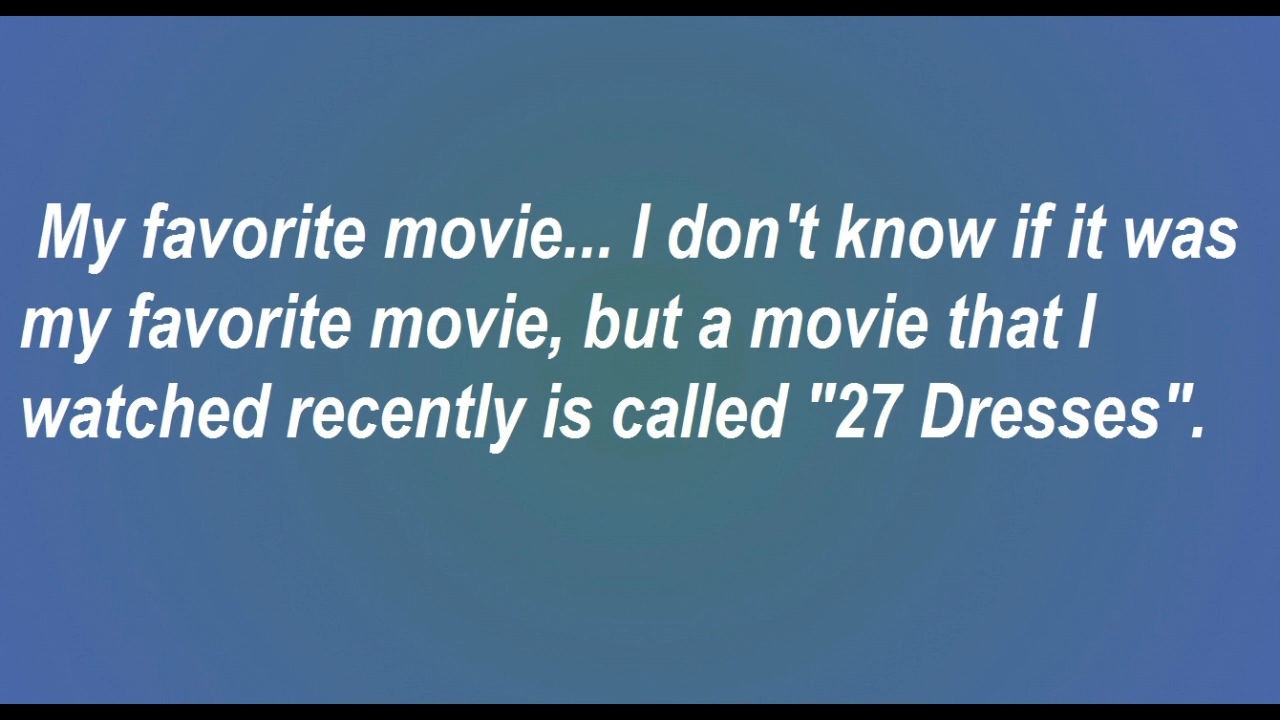 My favorite movie... I don't know if it was
my favorite movie, but a movie that I
watched recently is called "27 Dresses".